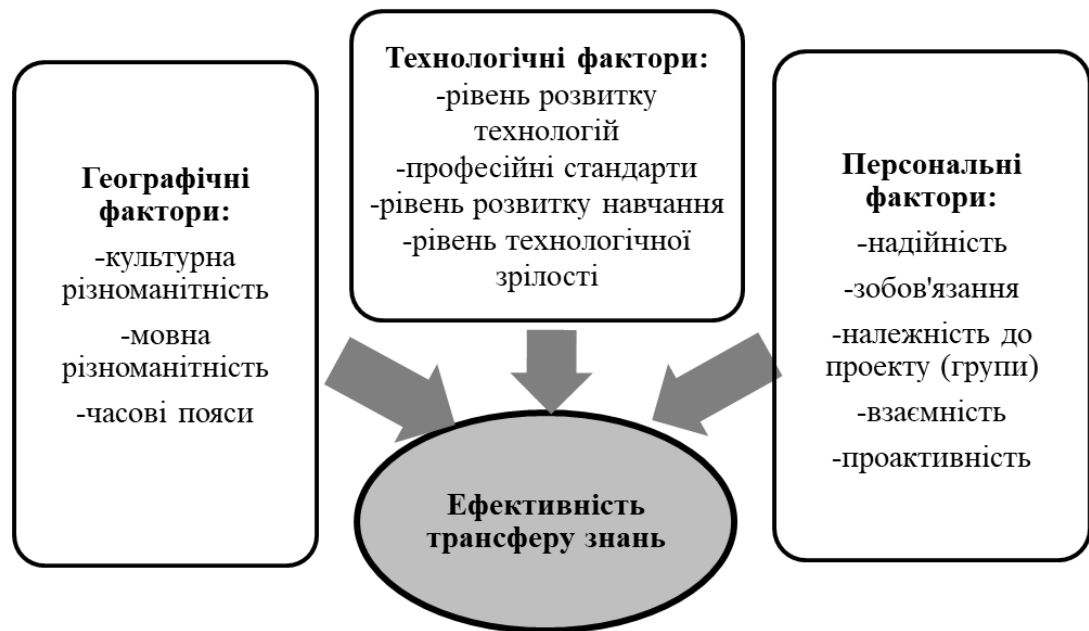 Географічні
фактори:
-культурна
різноманітність
-мовна
різноманітність
-часові пояси
Технологічні фактори:
-рівень розвитку
технологій
-професійні стандарти
-рівень розвитку навчання
-рівень технологічної
зрілості
Персональні
фактори:
-надійність
-зобов'язання
-належність до
проекту (групи)
-взаємність
-проактивність
Ефективність
трансферу знань